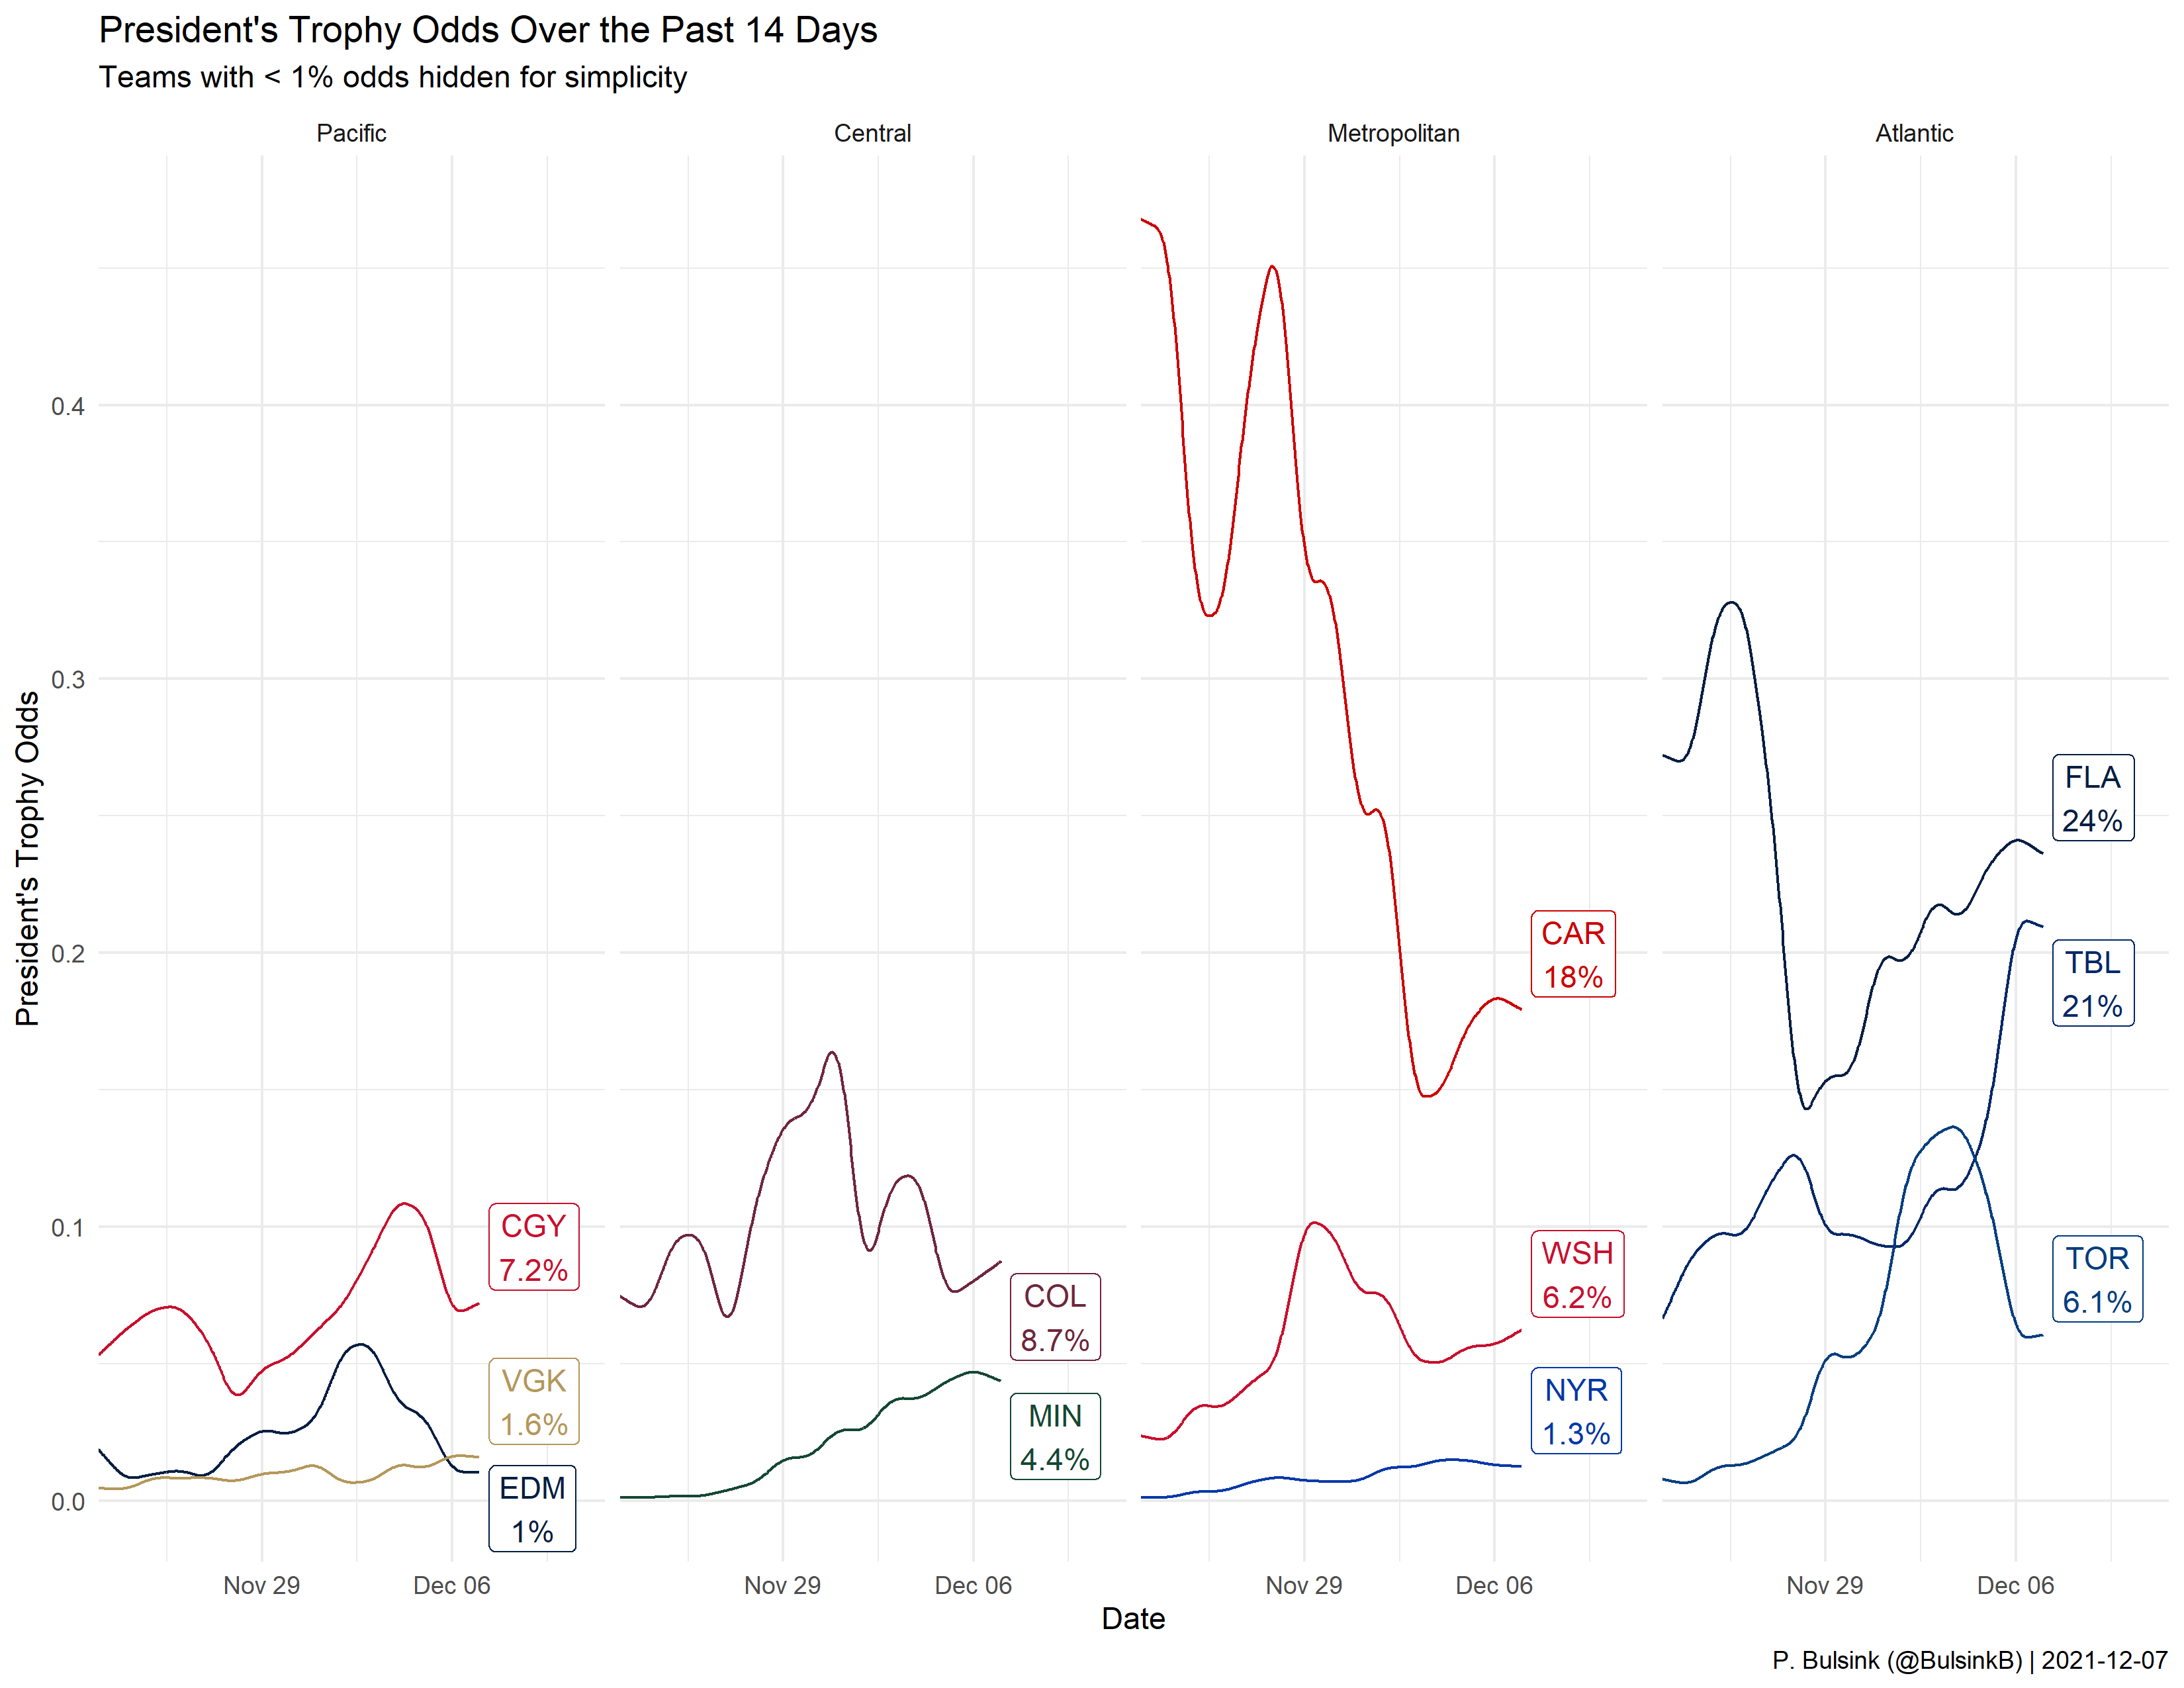 President's Trophy Odds Over the Past 14 Days
Teams with < 1% odds hidden for simplicity
Pacific
Central
Metropolitan
Atlantic
President's Trophy Odds
0.4
0.3
0.2
0.1
0.0
CGY
7.2%
VGK
1.6%
EDM
1%
COL
8.7%
MIN
4.4%
CAR
18%
WSH
6.2%
NYR
1.3%
FLA
24%
TBL
21%
TOR
6.1%
Nov 29
Dec 06
Nov 29
Dec 06
Nov 29
Dec 06
Nov 29
Dec 06
Date
P. Bulsink (@BulsinkB) | 2021-12-07